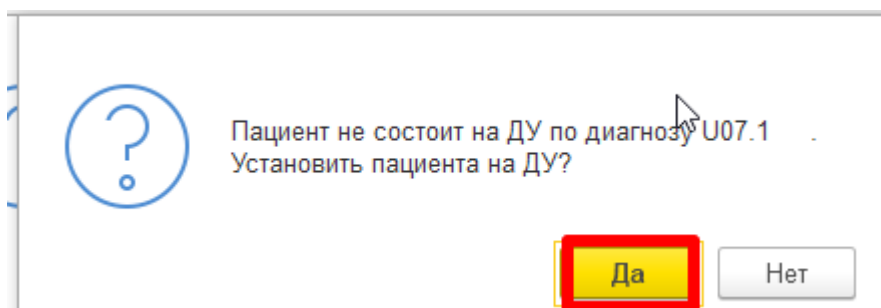 Пациент не состоит на ДУ по диагнозу U07.1 .
Установить пациента на ДУ?
Да Нет